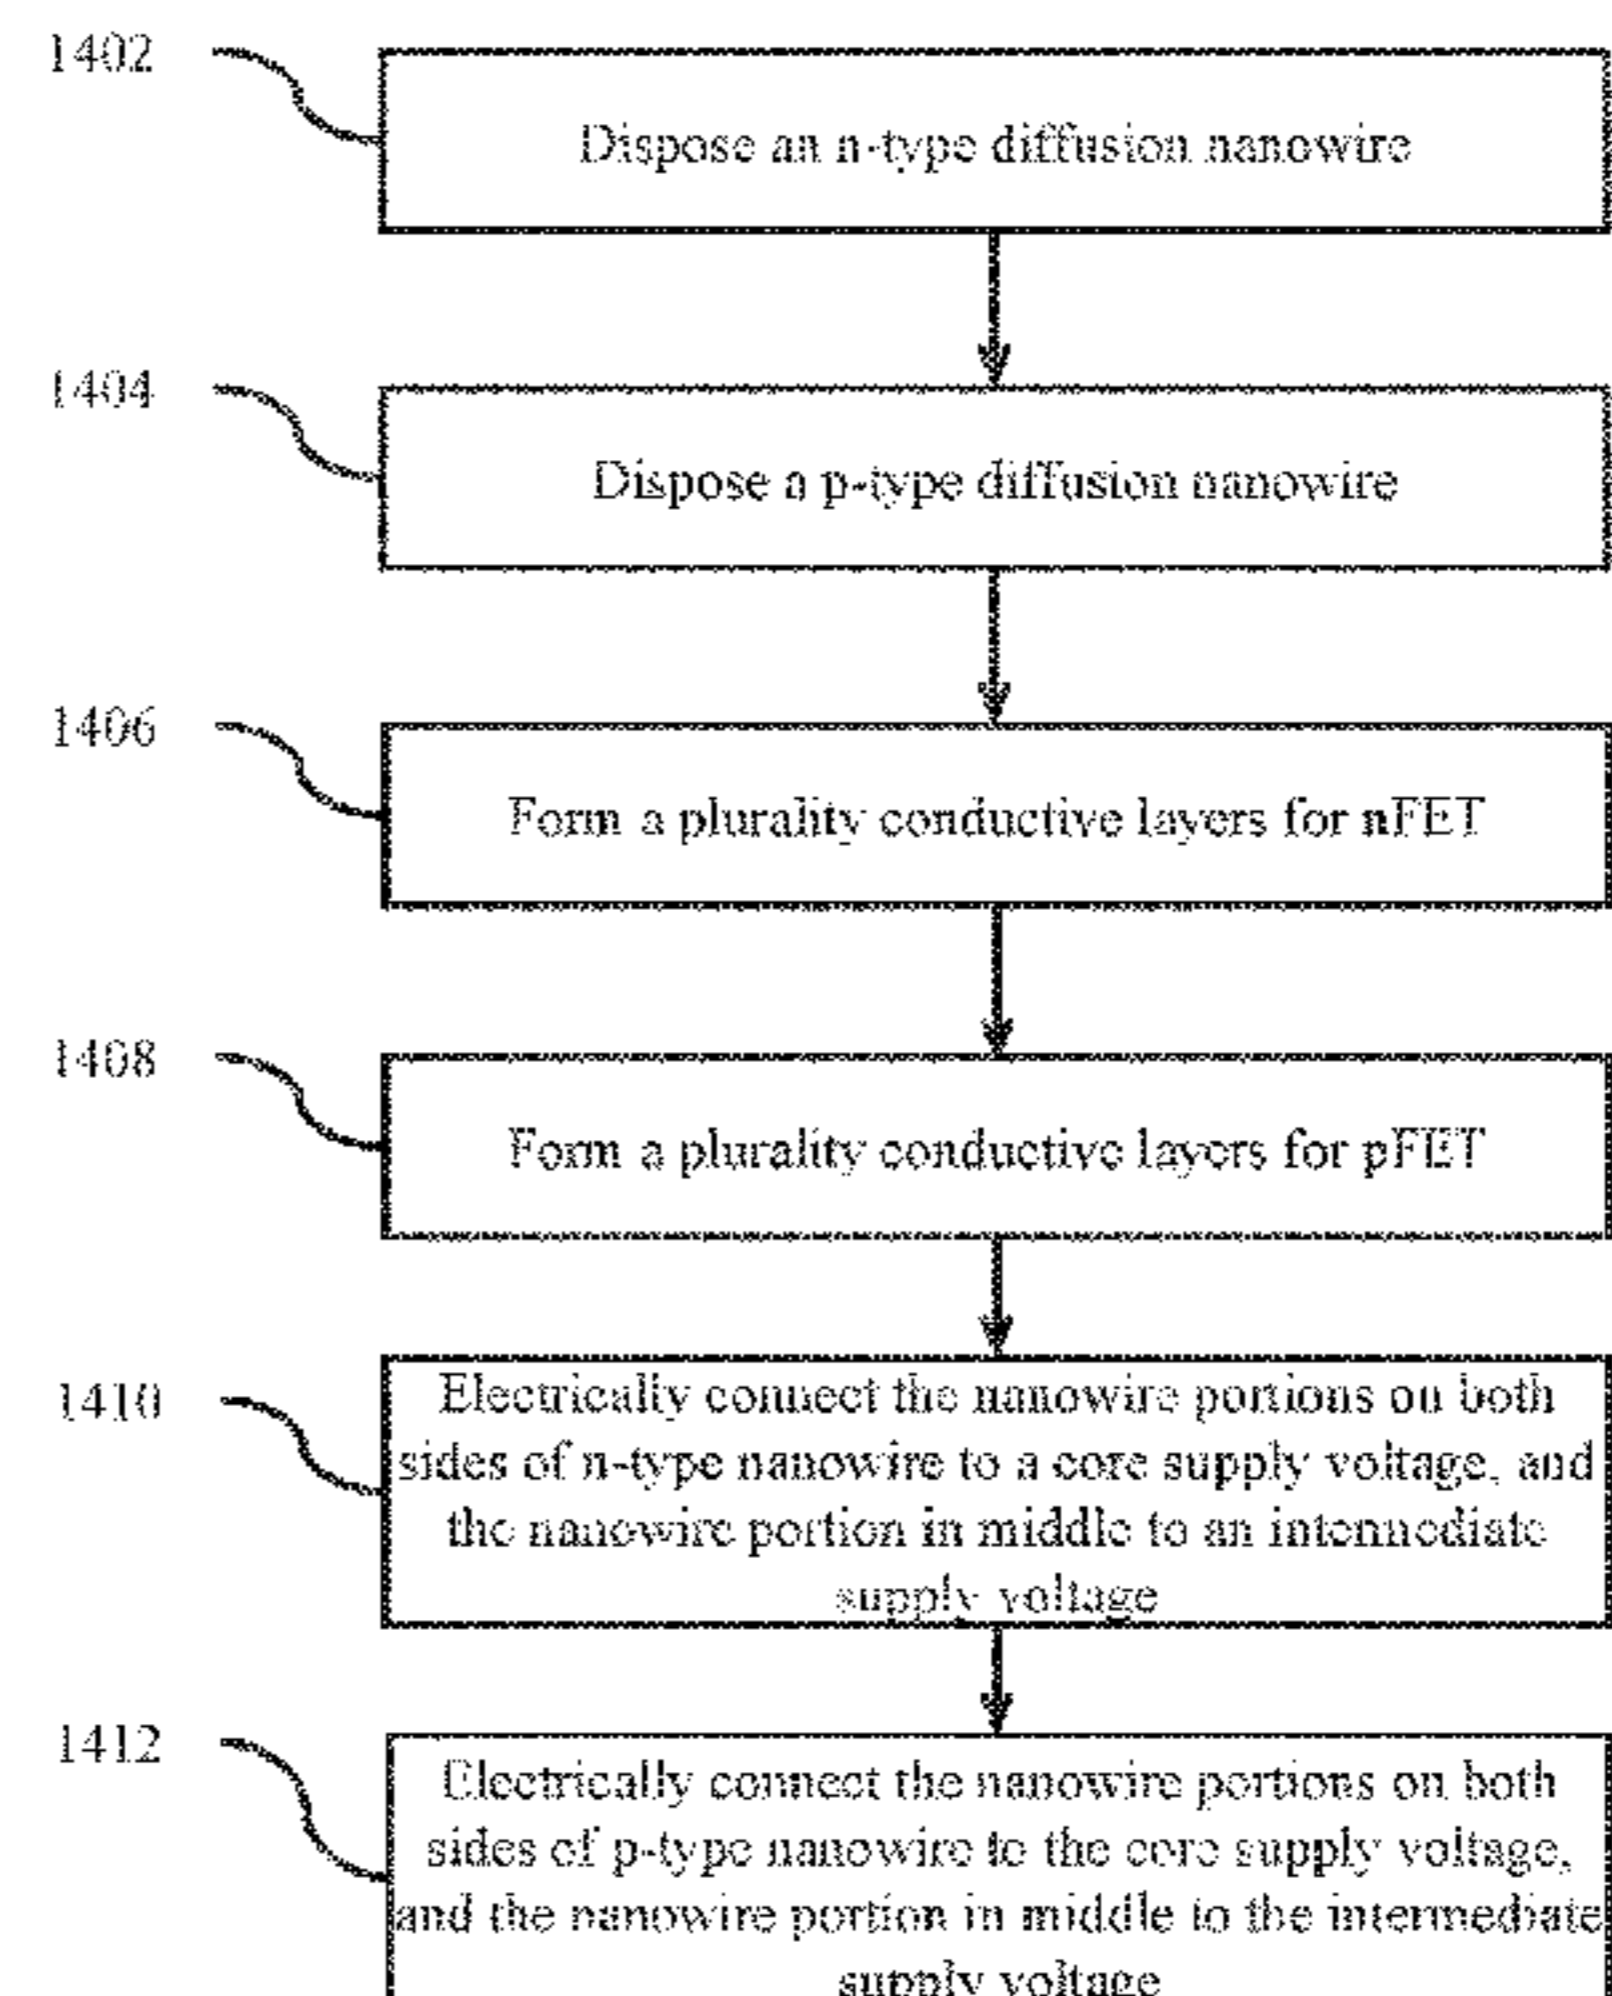 1402
Dispose an n-type diffusion nanowire
1404
Dispose a p-type diffusion nanowire
1406
Form a plurality conductive layers for nFET
1408
Form a plurality conductive layers for pFET
1410
Electrically connect the nanowire portions on both
sides of n-type nanowire to a core supply voltage, and
the nanowire portion in middle to an intermediate
supply voltage
1412
Electrically connect the nanowire portions on both
sides of p-type nanowire to the core supply voltage,
and the nanowire portion in middle to the intermediate
supply voltage